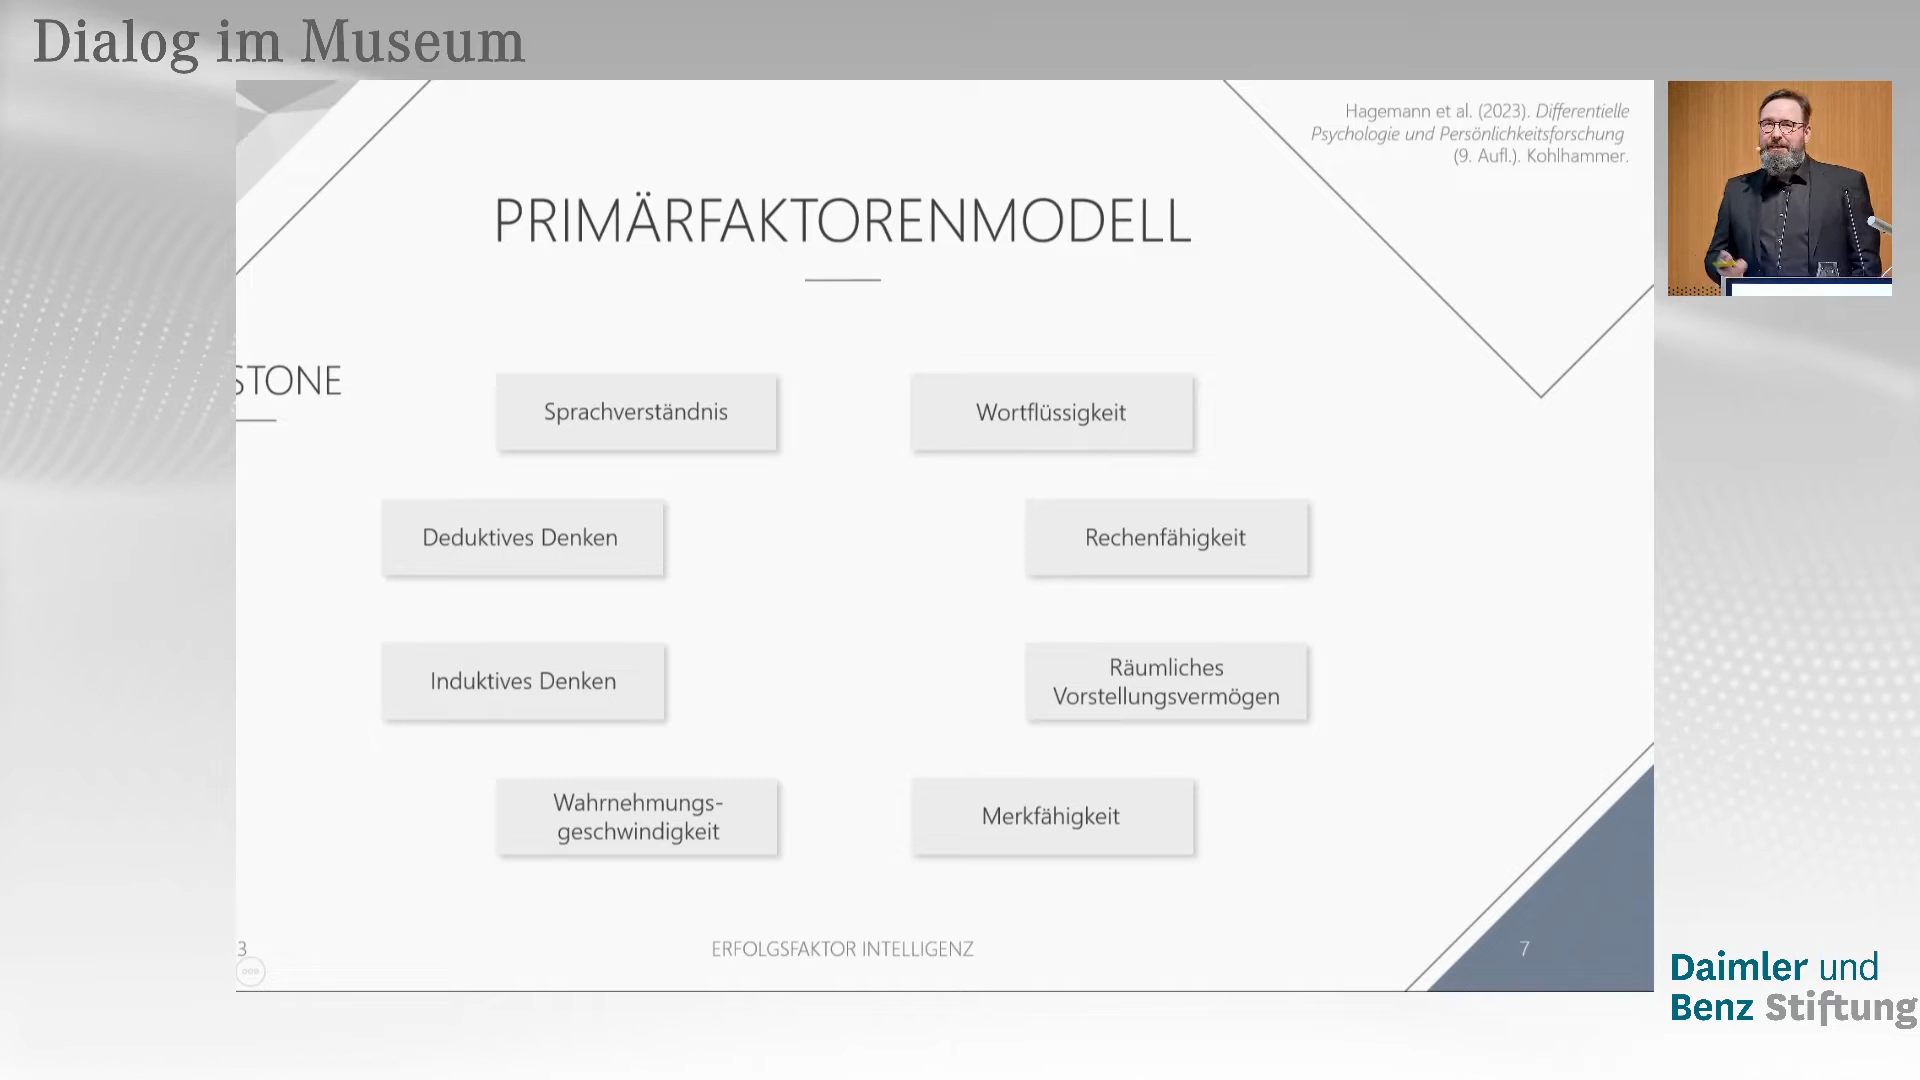 Dialog im Museum
Hagemann et al. (2023). Differentielle
Psychologie und Persönlichkeitsforschung
(9. Aufl.). Kohlhammer.
PRIMÄRFAKTORENMODELL
STONE
Sprachverständnis
Wortflüssigkeit
Deduktives Denken
Rechenfähigkeit
Induktives Denken
Räumliches
Vorstellungsvermögen
Wahrnehmungs-
geschwindigkeit
Merkfähigkeit
3
ERFOLGSFAKTOR INTELLIGENZ
7
Daimler und
Benz Stiftung